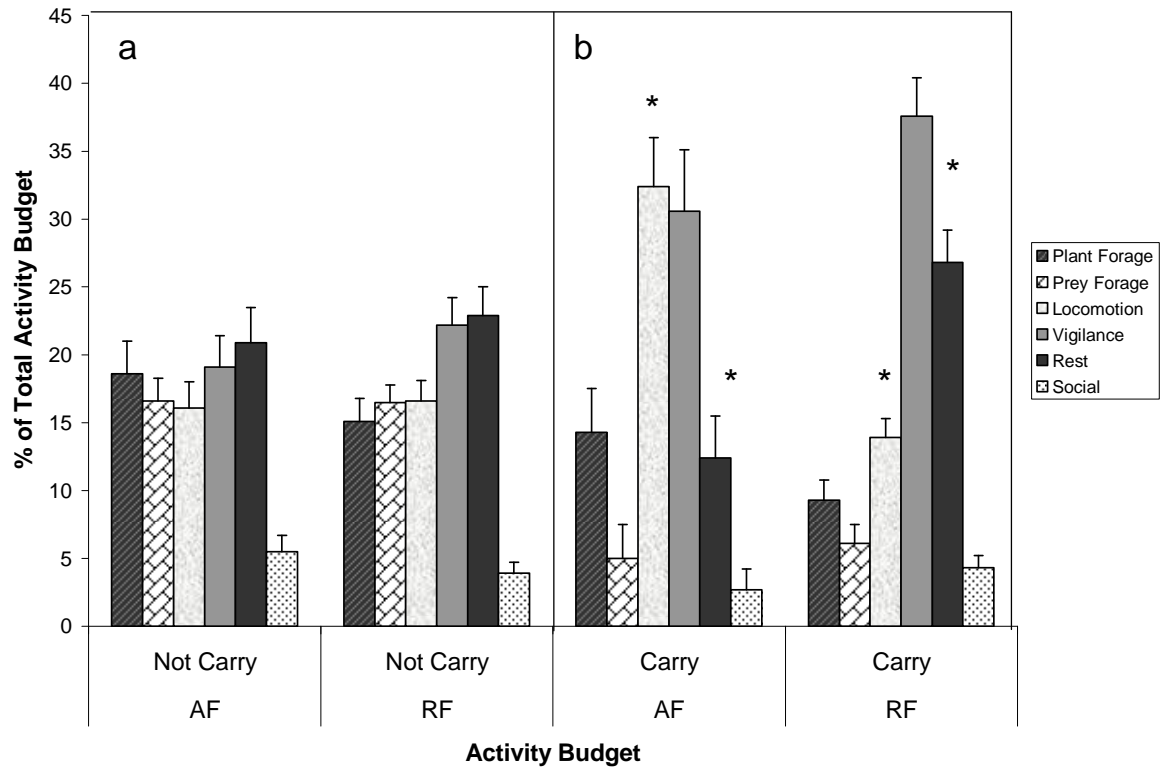 % of Total Activity Budget
45
40
35
30
25
20
15
10
5
0
a
b
*
*
*
*
Not Carry
Not Carry
Carry
Carry
AF
RF
AF
RF
Activity Budget
Plant Forage
Prey Forage
Locomotion
Vigilance
Rest
Social